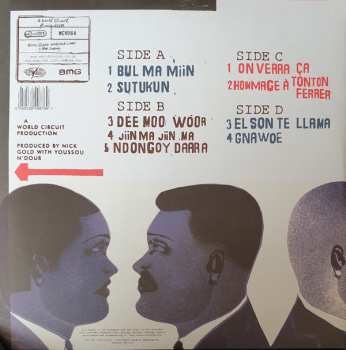 WCV064
BMG
SIDE A
1 BUL MA MIIN
2 SUTUKUN
SIDE B
3 DEE MOO WÓOR
4 JIIN MA JIIN MA
5 NDONGOY DAARA
SIDE C
1 ON VERRA ÇA
2 HOMMAGE À TONTON
FERRER
SIDE D
3 EL SON TE LLAMA
4 GNAWOE
A
WORLD CIRCUIT
PRODUCTION
PRODUCED BY NICK
GOLD WITH YOUSSOU
N'DOUR